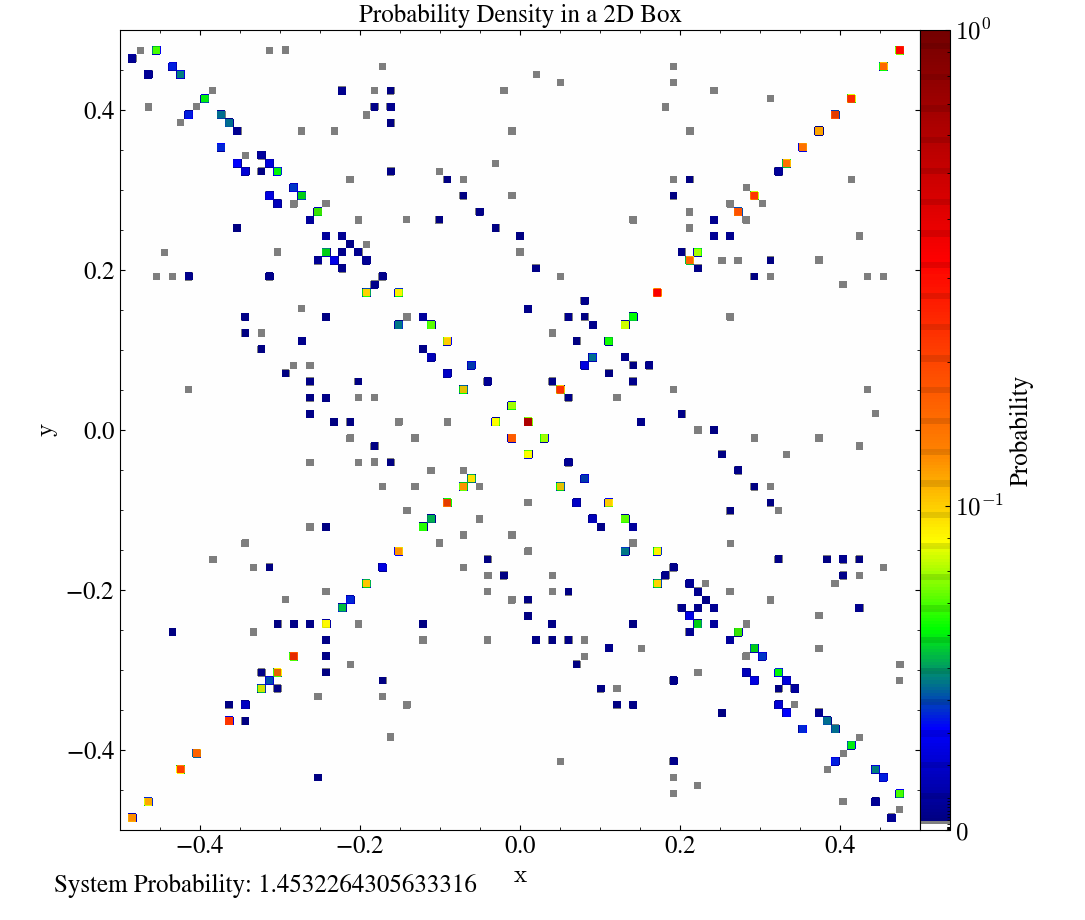 Probability Density in a 2D Box
10^0
0.4
0.2
0.0
−0.2
−0.4
y
10^−1
0
Probability
−0.4 −0.2 0.0 0.2 0.4
x
System Probability: 1.4532264305633316